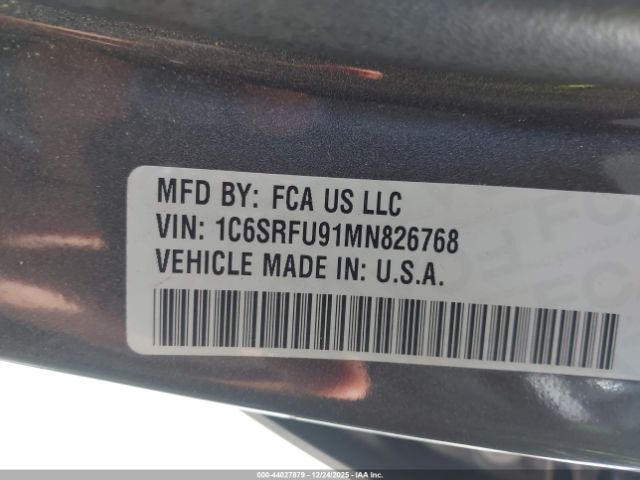 MFD BY: FCA US LLC
VIN: 1C6SRFU91MN826768
VEHICLE MADE IN: U.S.A.
000-44027879 - 12/24/2025 - IAA Inc.